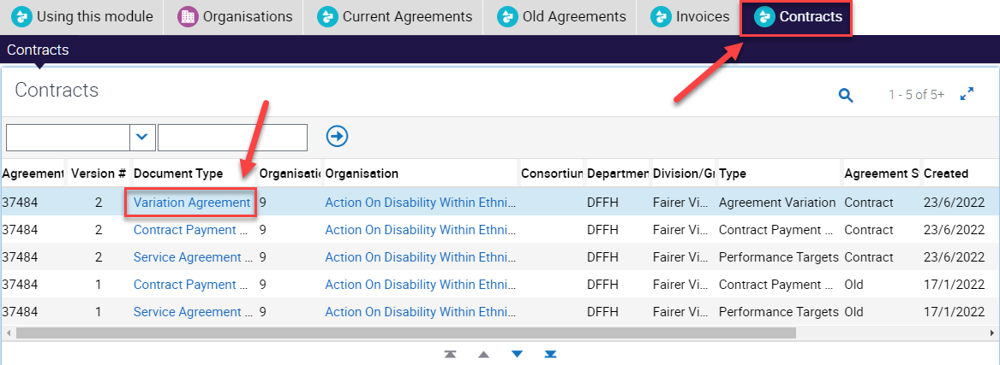 Using this module Organisations Current Agreements Old Agreements Invoices Contracts
Contracts
Contracts 1 - 5 of 5+
Agreement Version # Document Type Organisatio Organisation Consortium Departmen Division/Gr Type Agreement S Created
37484 2 Variation Agreement 9 Action On Disability Within Ethni... DFFH Fairer Vi... Agreement Variation Contract 23/6/2022
37484 2 Contract Payment ... 9 Action On Disability Within Ethni... DFFH Fairer Vi... Contract Payment ... Contract 23/6/2022
37484 2 Service Agreement ... 9 Action On Disability Within Ethni... DFFH Fairer Vi... Performance Targets Contract 23/6/2022
37484 1 Contract Payment ... 9 Action On Disability Within Ethni... DFFH Fairer Vi... Contract Payment ... Old 17/1/2022
37484 1 Service Agreement ... 9 Action On Disability Within Ethni... DFFH Fairer Vi... Performance Targets Old 17/1/2022